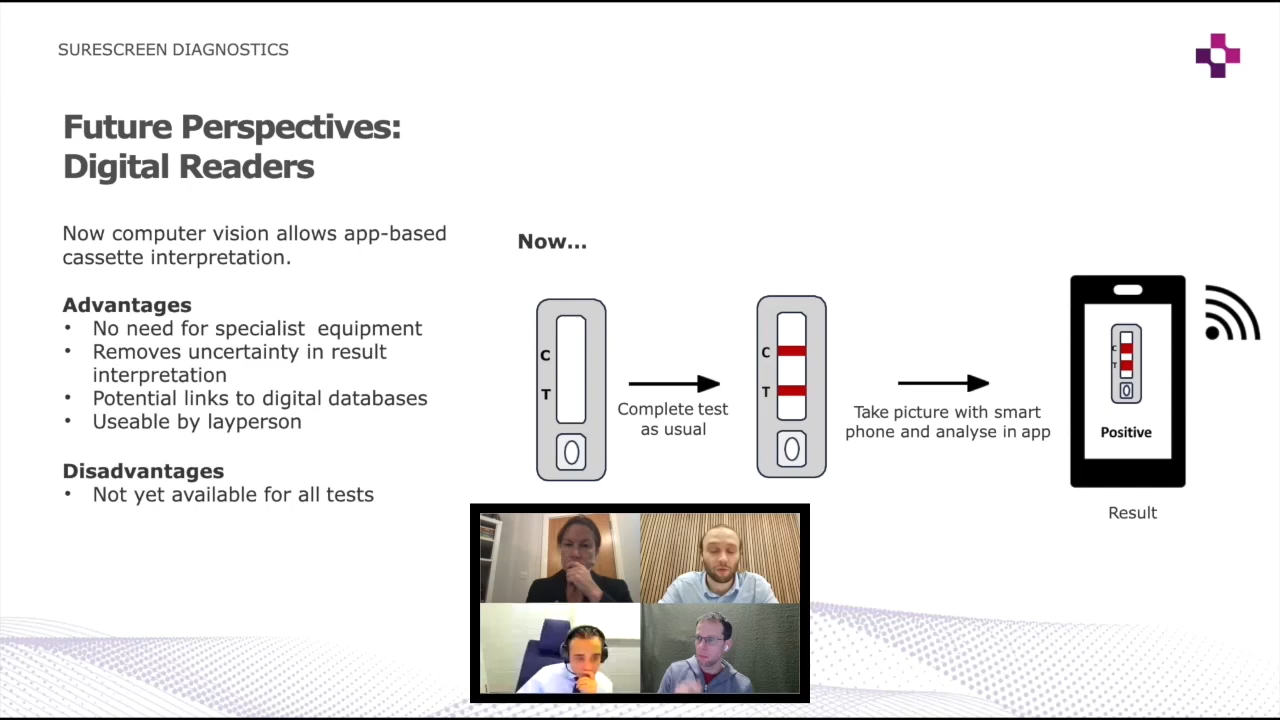 SURESCREEN DIAGNOSTICS
Future Perspectives:
Digital Readers
Now computer vision allows app-based
cassette interpretation.
Advantages
• No need for specialist equipment
• Removes uncertainty in result
interpretation
• Potential links to digital databases
• Useable by layperson
Disadvantages
• Not yet available for all tests
Now...
C
T
Complete test
as usual
C
T
Take picture with smart
phone and analyse in app
C
T
Positive
Result